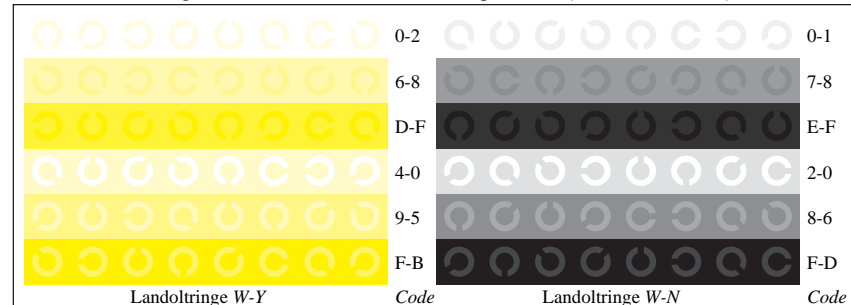 0-2 0-1
6-8 7-8
D-F E-F
4-0 2-0
9-5 8-6
F-B F-D
Landoltringe W-Y Code Landoltringe W-N Code